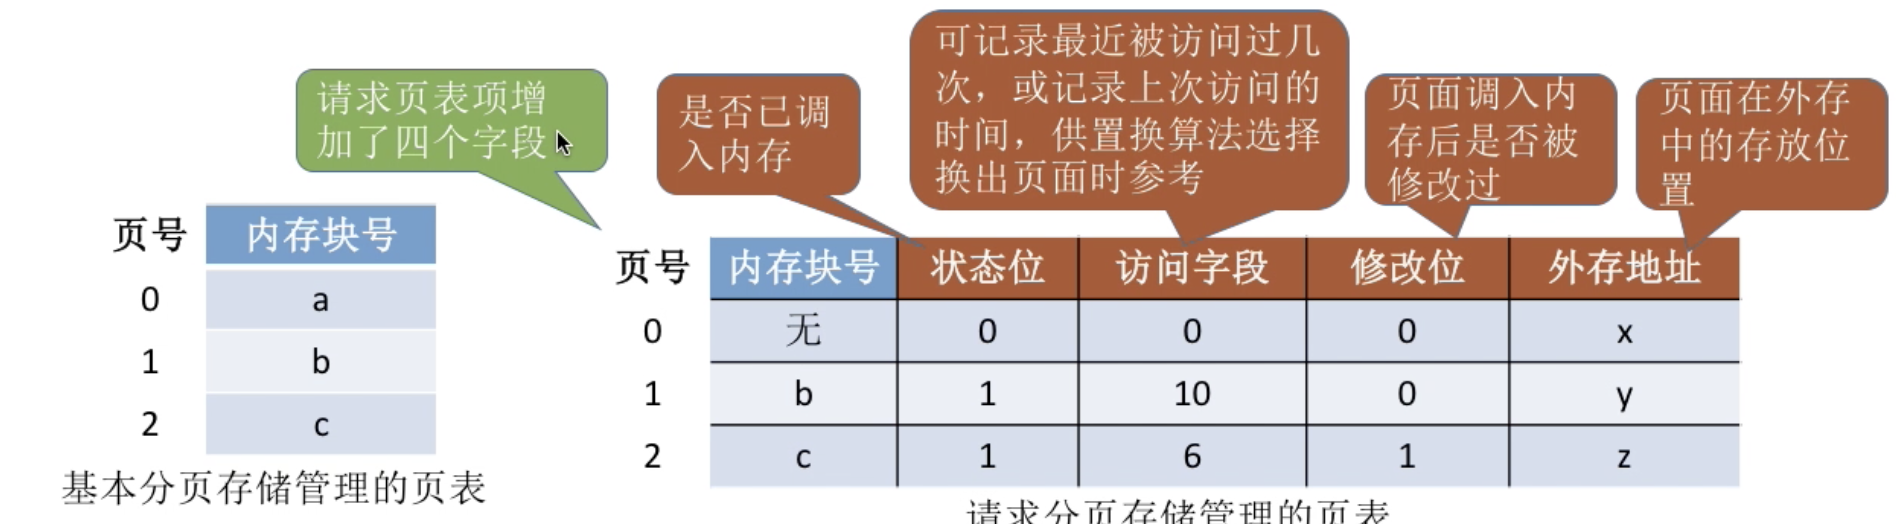 请求页表项增
加了四个字段
是否已调
入内存
可记录最近被访问过几
次，或记录上次访问的
时间，供置换算法选择
换出页面时参考
页面调入内
存后是否被
修改过
页面在外存
中的存放位
置
页号 内存块号
0 a
1 b
2 c
基本分页存储管理的页表
页号 内存块号 状态位 访问字段 修改位 外存地址
0 无 0 0 0 x
1 b 1 10 0 y
2 c 1 6 1 z
请求分页存储管理的页表